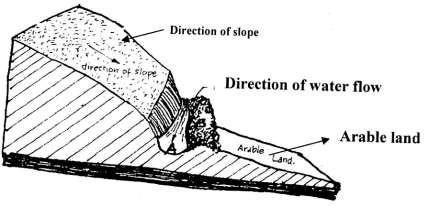 Direction of slope
direction of slope
Direction of water flow
Arable land
Arable Land.